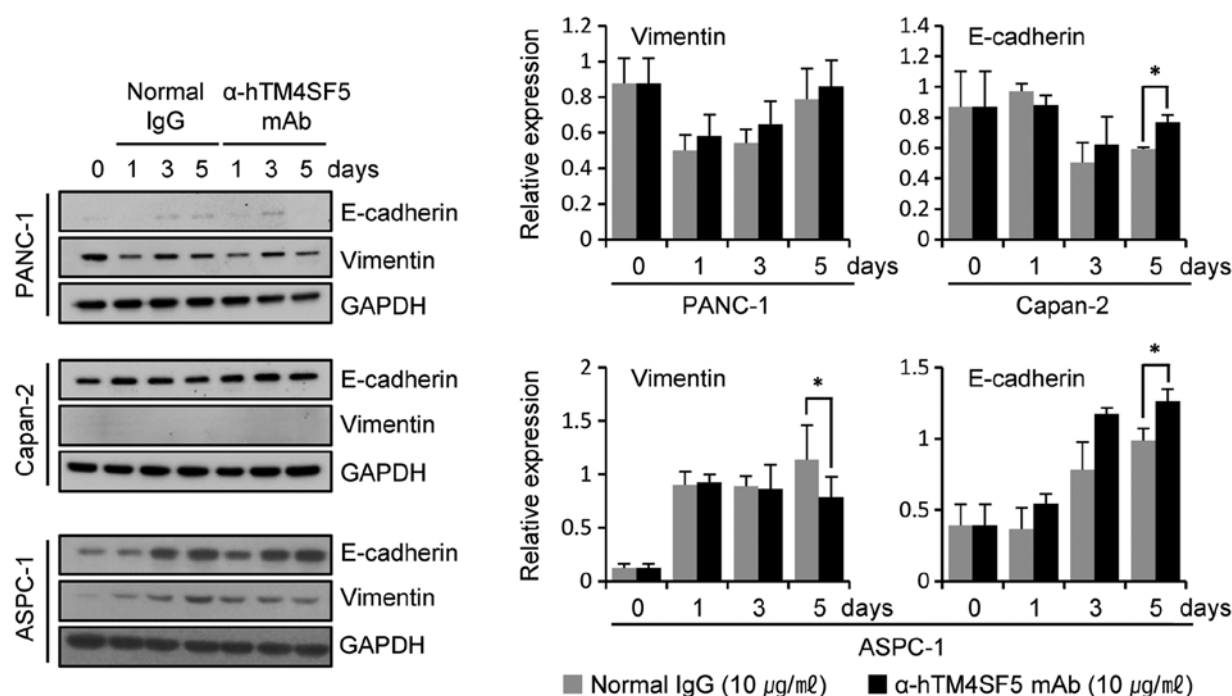 Normal IgG α-hTM4SF5 mAb
0 1 3 5 1 3 5 days
PANC-1
E-cadherin
Vimentin
GAPDH
Capan-2
E-cadherin
Vimentin
GAPDH
ASPC-1
E-cadherin
Vimentin
GAPDH
Relative expression
Vimentin
1.2
1
0.8
0.6
0.4
0.2
0
0 1 3 5 days
PANC-1
E-cadherin
1.4
1.2
1
0.8
0.6
0.4
0.2
0
*
0 1 3 5 days
Capan-2
Relative expression
Vimentin
2
1.5
1
0.5
0
*
0 1 3 5 days
E-cadherin
1.5
1
0.5
0
*
0 1 3 5 days
ASPC-1
Normal IgG (10 μg/mℓ) α-hTM4SF5 mAb (10 μg/mℓ)